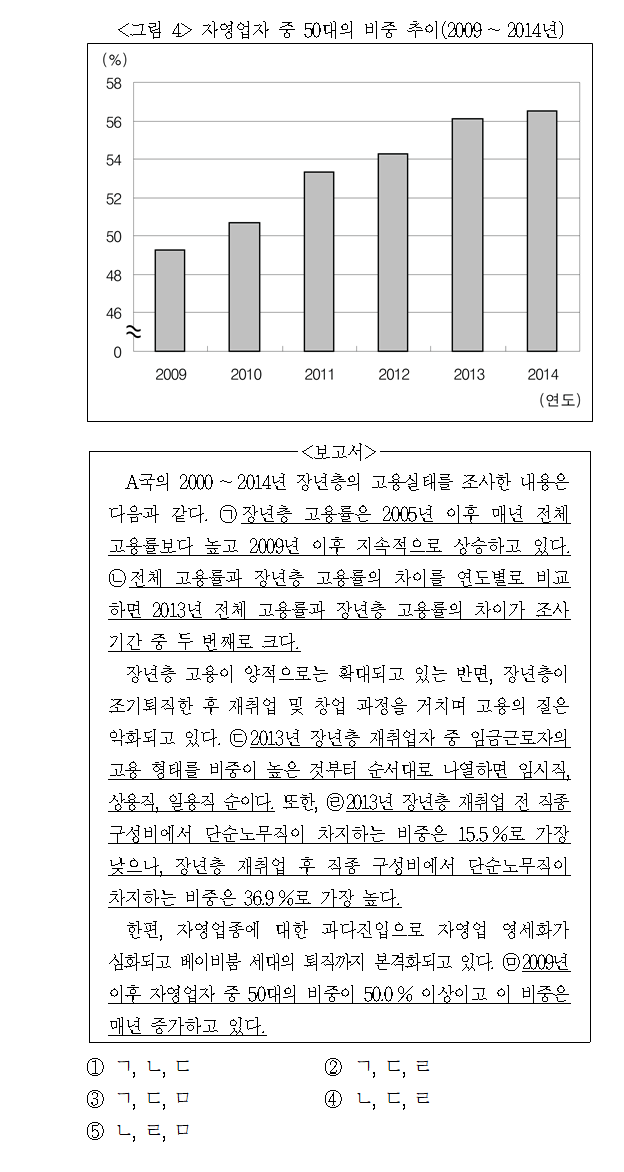 <그림 4> 자영업자 중 50대의 비중 추이(2009 ~ 2014년)
(%)
58
56
54
52
50
48
46
0
2009 2010 2011 2012 2013 2014
(연도)
<보고서>
A국의 2000 ~ 2014년 장년층의 고용실태를 조사한 내용은
다음과 같다. ㉠장년층 고용률은 2005년 이후 매년 전체
고용률보다 높고 2009년 이후 지속적으로 상승하고 있다.
㉡전체 고용률과 장년층 고용률의 차이를 연도별로 비교
하면 2013년 전체 고용률과 장년층 고용률의 차이가 조사
기간 중 두 번째로 크다.
장년층 고용이 양적으로는 확대되고 있는 반면, 장년층이
조기퇴직한 후 재취업 및 창업 과정을 거치며 고용의 질은
악화되고 있다. ㉢2013년 장년층 재취업자 중 임금근로자의
고용 형태를 비중이 높은 것부터 순서대로 나열하면 임시직,
상용직, 일용직 순이다. 또한, ㉣2013년 장년층 재취업 전 직종
구성비에서 단순노무직이 차지하는 비중은 15.5 %로 가장
낮으나, 장년층 재취업 후 직종 구성비에서 단순노무직이
차지하는 비중은 36.9 %로 가장 높다.
한편, 자영업종에 대한 과다진입으로 자영업 영세화가
심화되고 베이비붐 세대의 퇴직까지 본격화되고 있다. ㉤2009년
이후 자영업자 중 50대의 비중이 50.0 % 이상이고 이 비중은
매년 증가하고 있다.
① ㄱ, ㄴ, ㄷ ② ㄱ, ㄷ, ㄹ
③ ㄱ, ㄷ, ㅁ ④ ㄴ, ㄷ, ㄹ
⑤ ㄴ, ㄹ, ㅁ